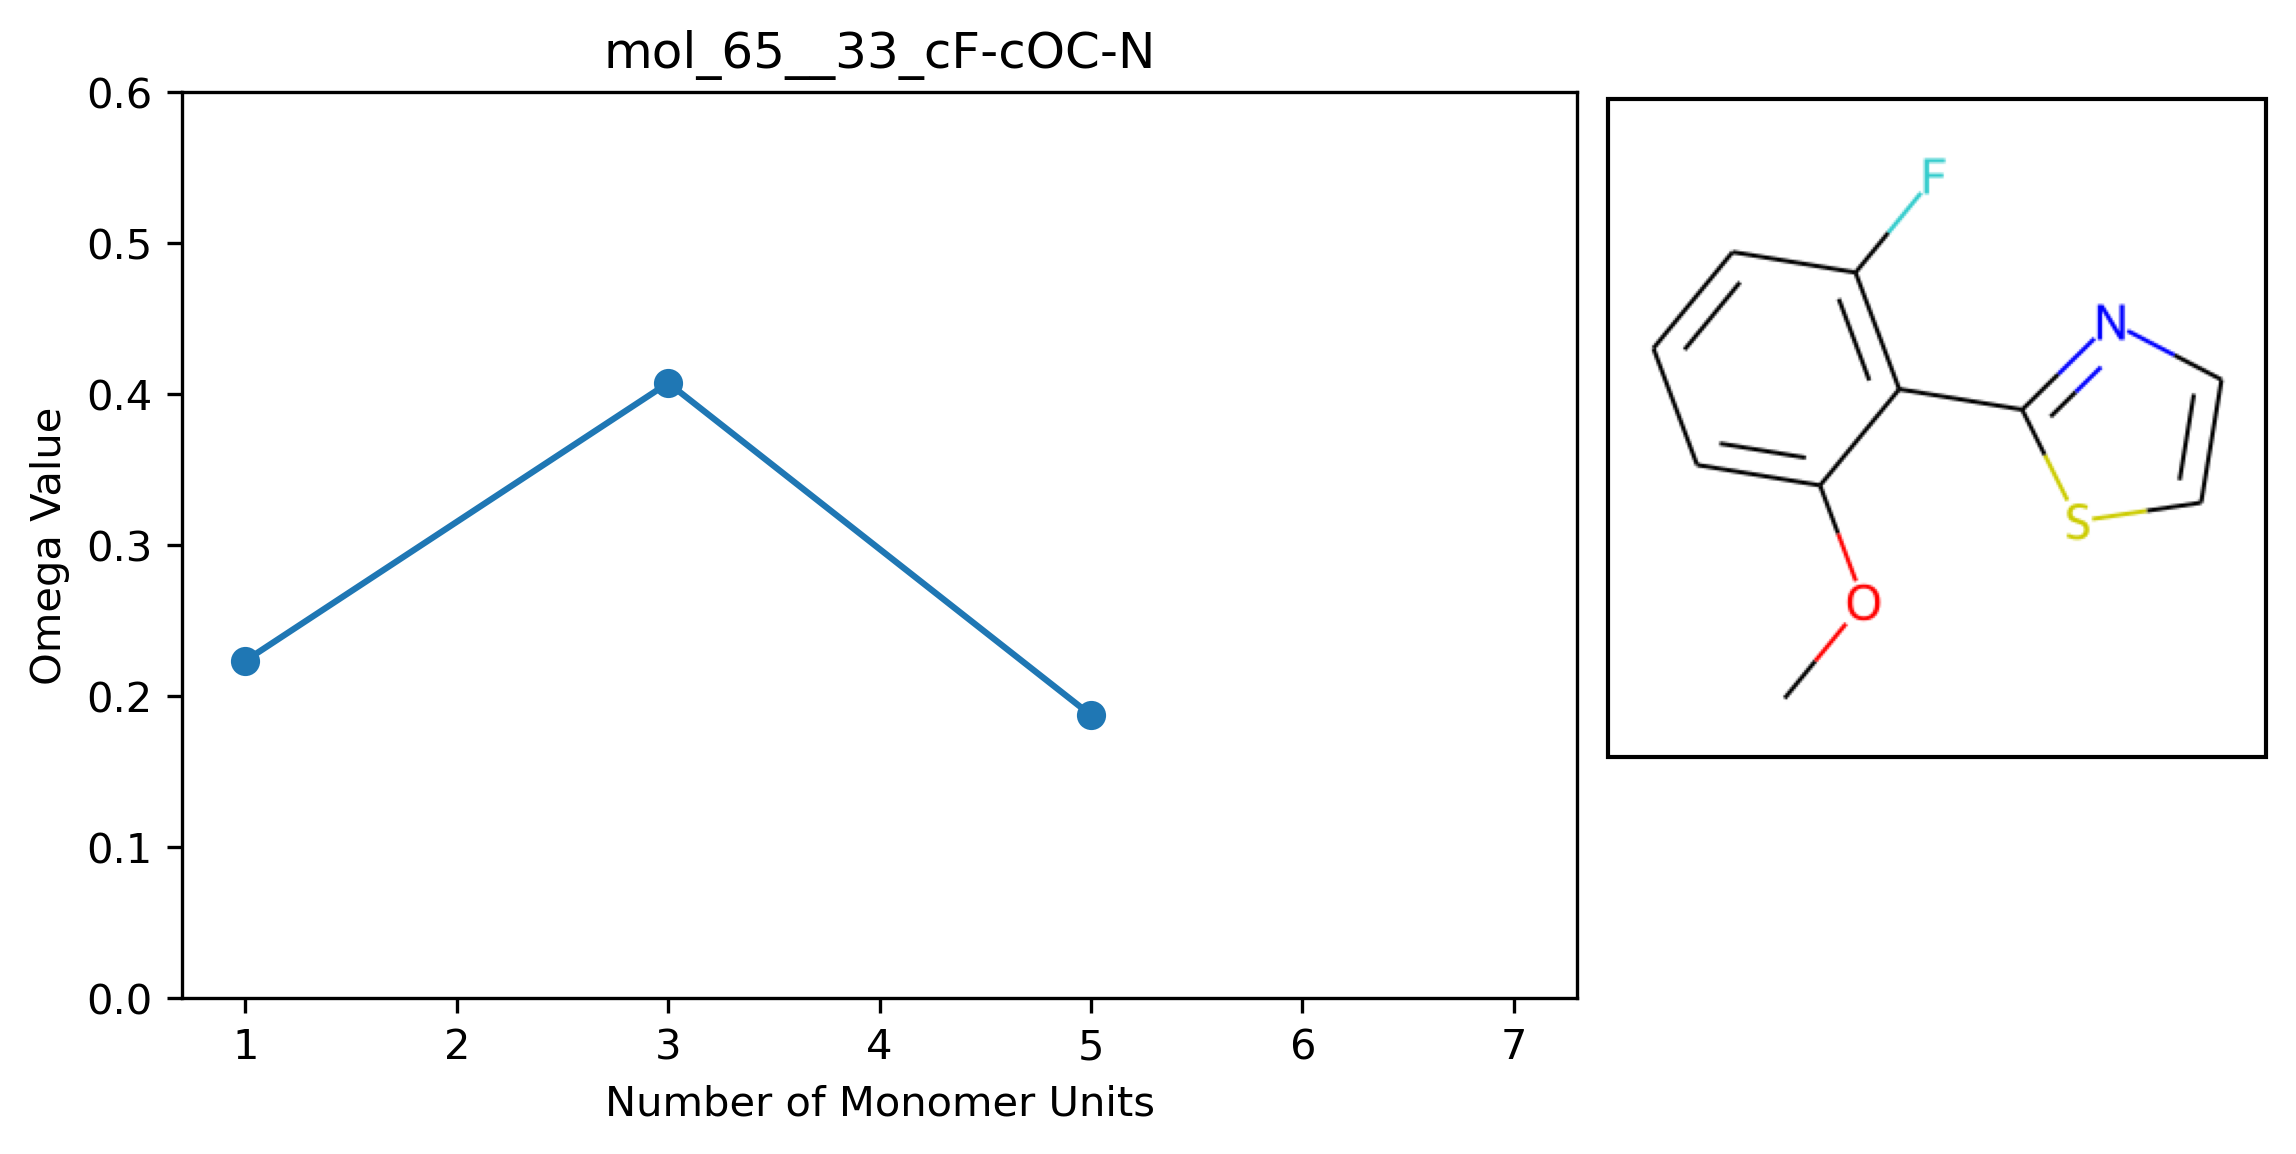 mol_65__33_cF-cOC-N
0.6
0.5
0.4
0.3
0.2
0.1
0.0
Omega Value
1 2 3 4 5 6 7
Number of Monomer Units
F
N
S
O